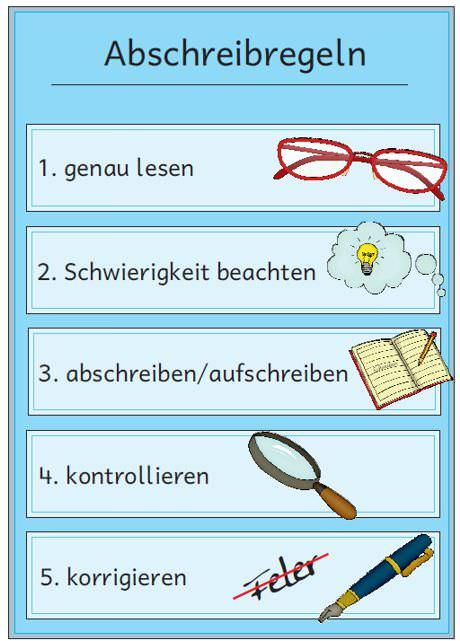 Abschreibregeln
1. genau lesen
2. Schwierigkeit beachten
3. abschreiben/aufschreiben
4. kontrollieren
5. korrigieren
Feler